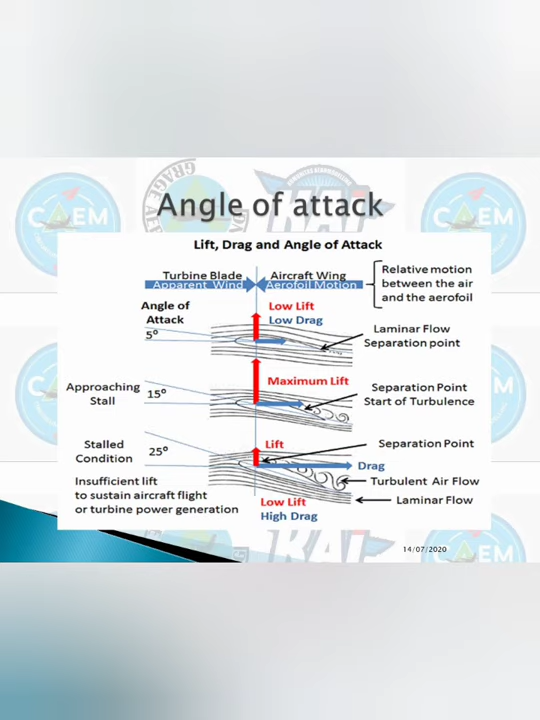 Angle of attack
Lift, Drag and Angle of Attack
Turbine Blade
Aircraft Wing
Apparent Wind
Aerofoil Motion
Relative motion
between the air
and the aerofoil
Angle of
Attack
5°
Low Lift
Low Drag
Laminar Flow
Separation point
Approaching
Stall
15°
Maximum Lift
Separation Point
Start of Turbulence
Stalled
Condition
25°
Lift
Separation Point
Drag
Insufficient lift
to sustain aircraft flight
or turbine power generation
Turbulent Air Flow
Laminar Flow
Low Lift
High Drag
14/07/2020
CAEM
CAEM
CAEM